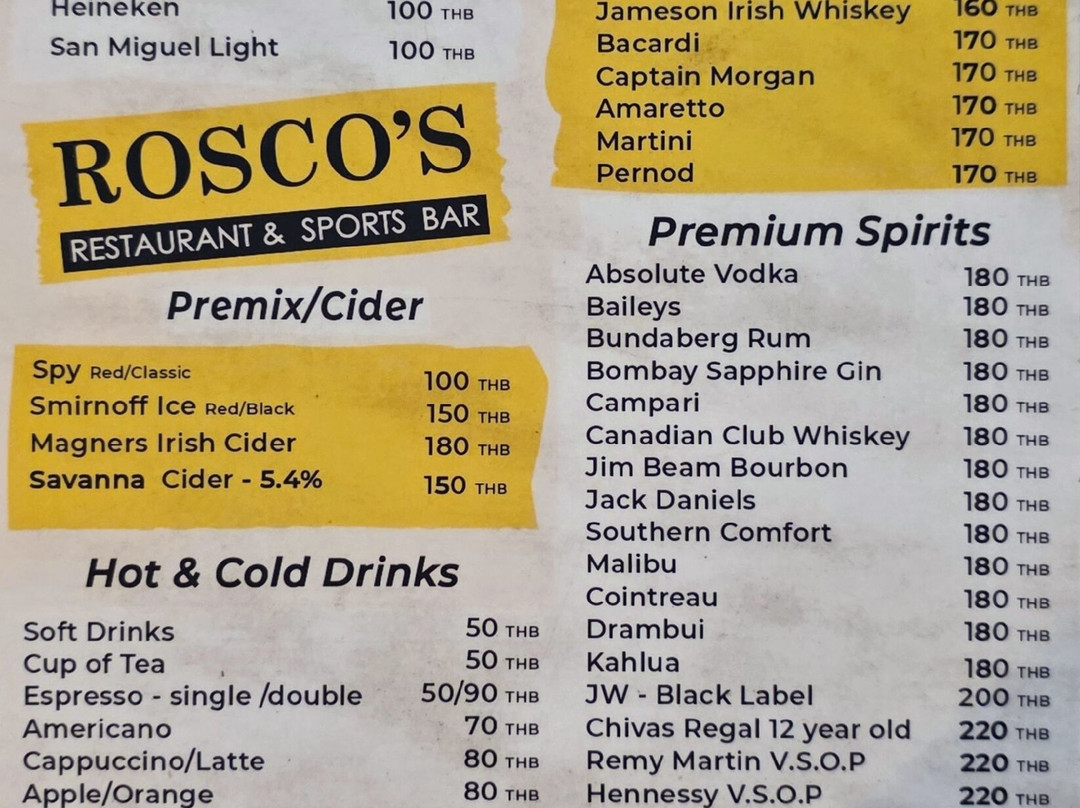 Heineken 100 THB
San Miguel Light 100 THB
ROSCO'S
RESTAURANT & SPORTS BAR
Premix/Cider
Spy Red/Classic 100 THB
Smirnoff Ice Red/Black 150 THB
Magners Irish Cider 180 THB
Savanna Cider - 5.4% 150 THB
Hot & Cold Drinks
Soft Drinks 50 THB
Cup of Tea 50 THB
Espresso - single /double 50/90 THB
Americano 70 THB
Cappuccino/Latte 80 THB
Apple/Orange 80 THB
Jameson Irish Whiskey 160 THB
Bacardi 170 THB
Captain Morgan 170 THB
Amaretto 170 THB
Martini 170 THB
Pernod 170 THB
Premium Spirits
Absolute Vodka 180 THB
Baileys 180 THB
Bundaberg Rum 180 THB
Bombay Sapphire Gin 180 THB
Campari 180 THB
Canadian Club Whiskey 180 THB
Jim Beam Bourbon 180 THB
Jack Daniels 180 THB
Southern Comfort 180 THB
Malibu 180 THB
Cointreau 180 THB
Drambui 180 THB
Kahlua 180 THB
JW - Black Label 200 THB
Chivas Regal 12 year old 220 THB
Remy Martin V.S.O.P 220 THB
Hennessy V.S.O.P 220 THB